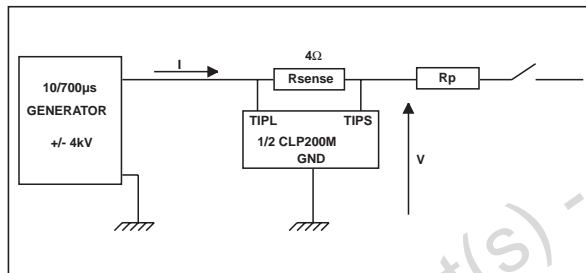 4Ω
I
Rsense
Rp
10/700µs
GENERATOR
+/- 4kV
TIPL
TIPS
1/2 CLP200M
GND
V
t(s) -